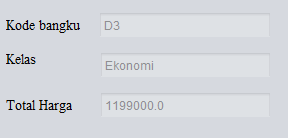 Kode bangku D3
Kelas Ekonomi
Total Harga 1199000.0